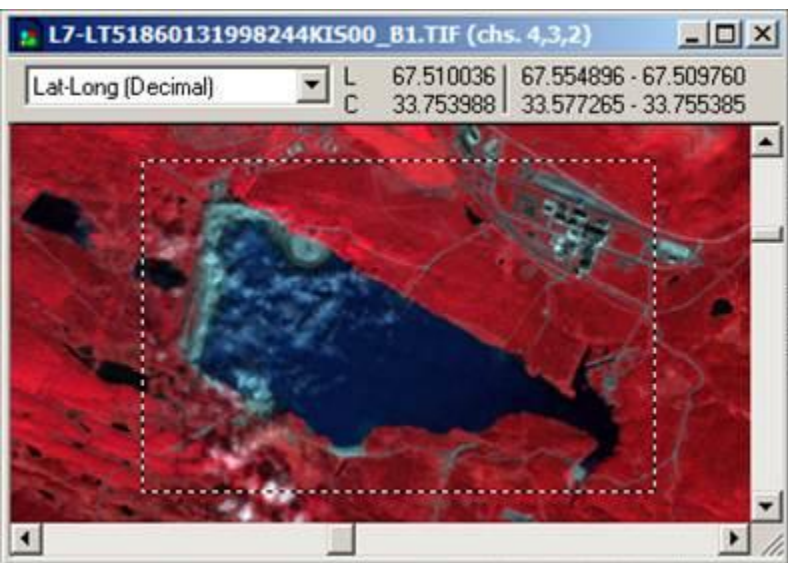 L7-LT51860131998244KIS00_B1.TIF (chs. 4,3,2)
Lat-Long (Decimal) L 67.510036 67.554896 - 67.509760
C 33.753988 33.577265 - 33.755385